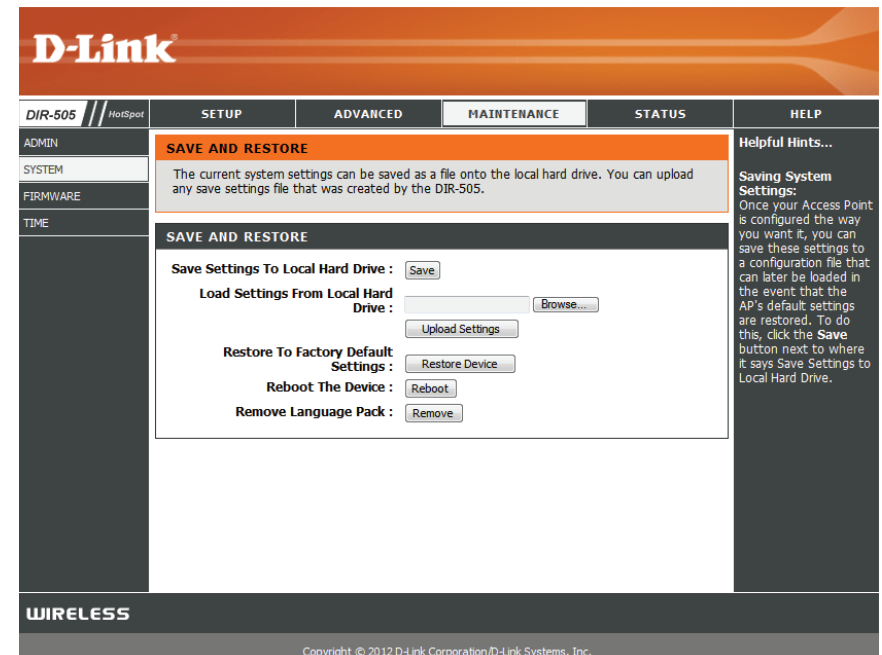 D-Link
DIR-505 // HotSpot SETUP ADVANCED MAINTENANCE STATUS HELP
ADMIN
SYSTEM
FIRMWARE
TIME
SAVE AND RESTORE
The current system settings can be saved as a file onto the local hard drive. You can upload
any save settings file that was created by the DIR-505.
SAVE AND RESTORE
Save Settings To Local Hard Drive : Save
Load Settings From Local Hard
Drive : Browse...
Upload Settings
Restore To Factory Default
Settings : Restore Device
Reboot The Device : Reboot
Remove Language Pack : Remove
Helpful Hints...
Saving System
Settings:
Once your Access Point
is configured the way
you want it, you can
save these settings to
a configuration file that
can later be loaded in
the event that the
AP's default settings
are restored. To do
this, click the Save
button next to where
it says Save Settings to
Local Hard Drive.
WIRELESS
Copyright © 2012 D-Link Corporation/D-Link Systems, Inc.